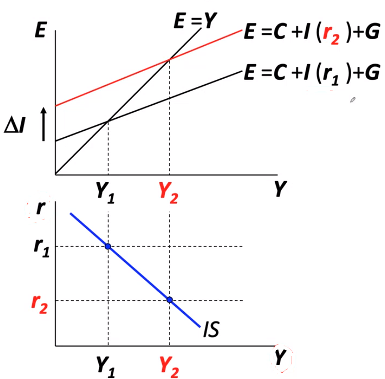 E
E =Y
E =C +I (r₂)+G
E =C +I (r₁)+G
ΔI
Y₁
Y₂
Y
r
r₁
r₂
IS
Y₁
Y₂
Y